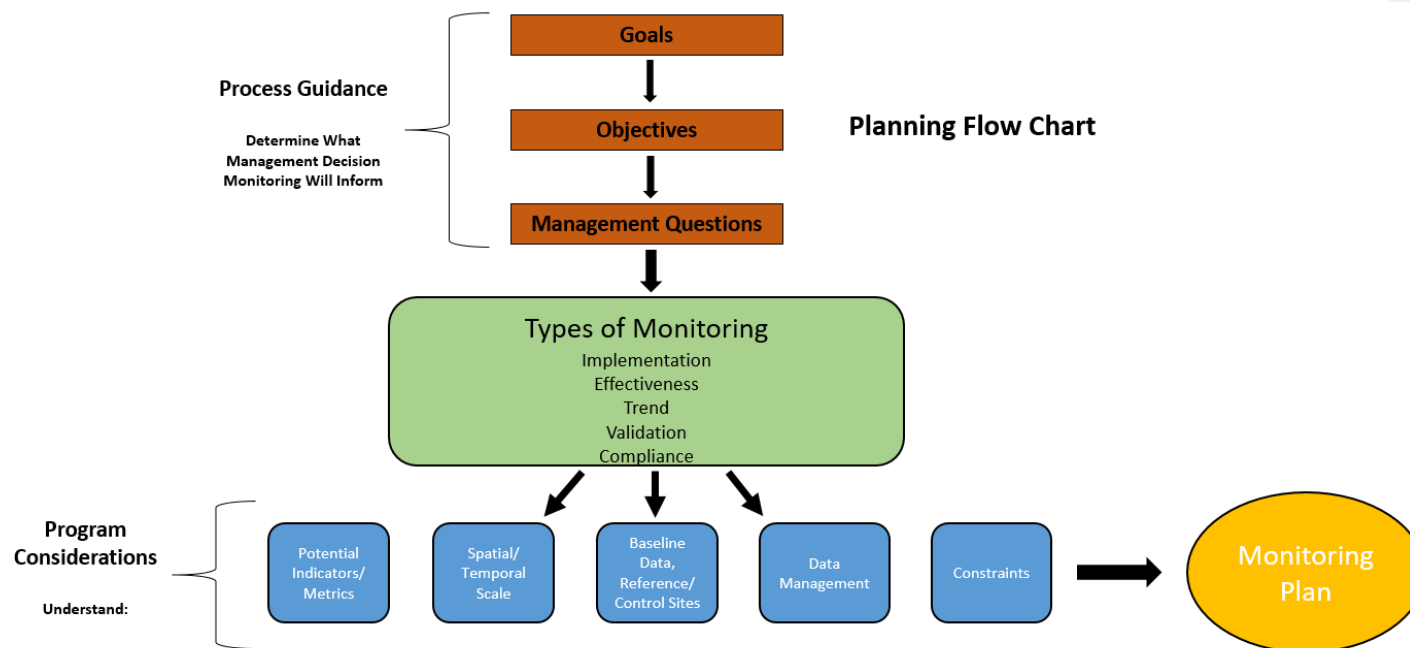 Goals
Process Guidance
Determine What
Management Decision
Monitoring Will Inform
Objectives
Planning Flow Chart
Management Questions
Types of Monitoring
Implementation
Effectiveness
Trend
Validation
Compliance
Program
Considerations
Understand:
Potential
Indicators/
Metrics
Spatial/
Temporal
Scale
Baseline
Data,
Reference/
Control Sites
Data
Management
Constraints
Monitoring
Plan